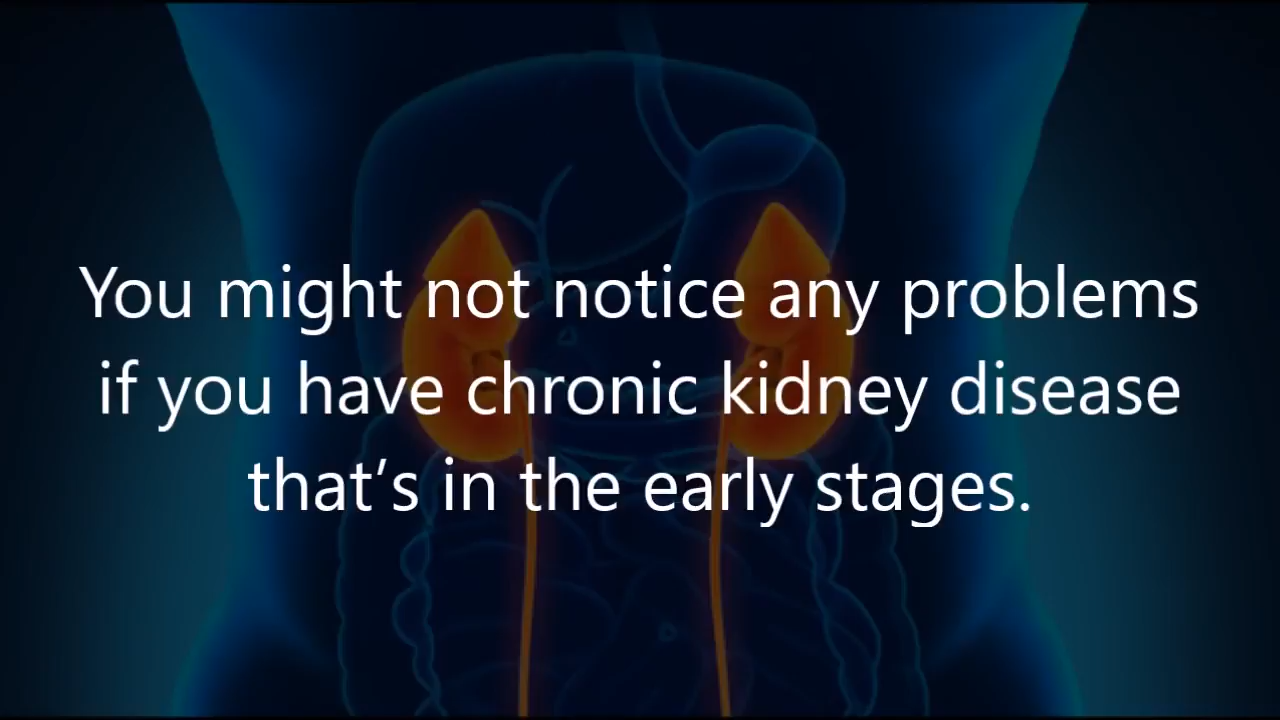 You might not notice any problems
if you have chronic kidney disease
that’s in the early stages.